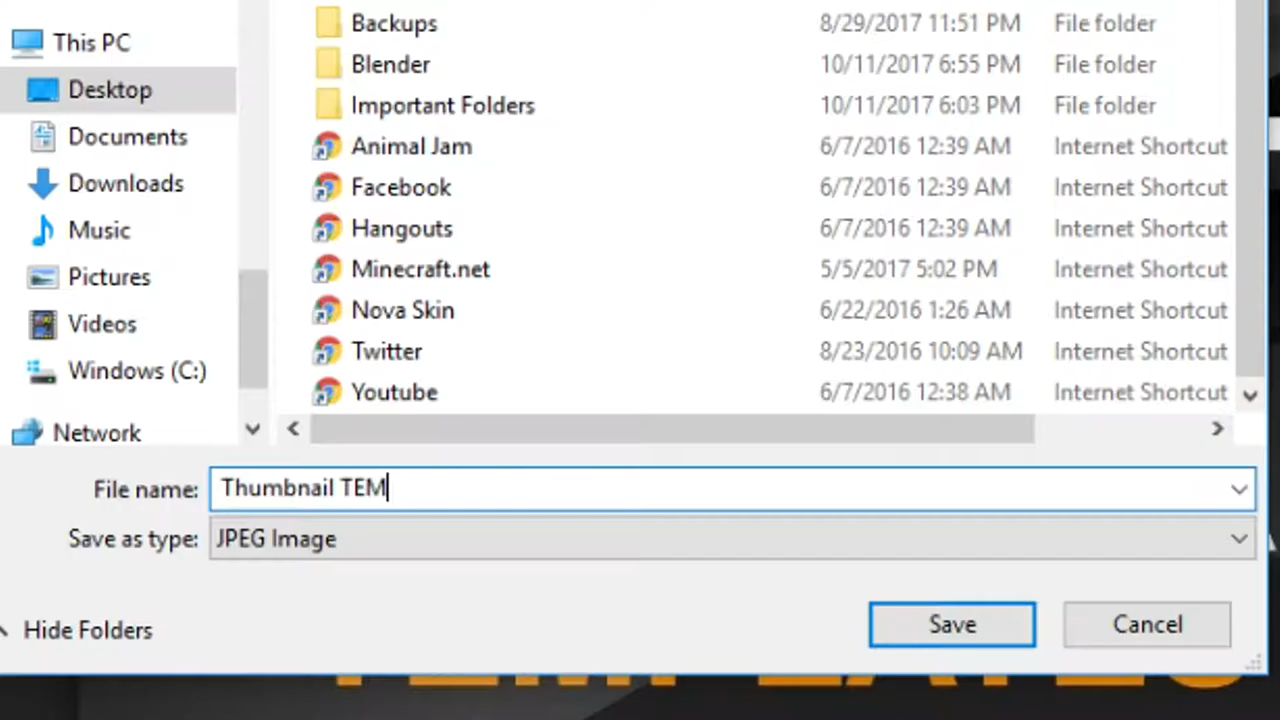 Backups 8/29/2017 11:51 PM File folder
This PC
Blender 10/11/2017 6:55 PM File folder
Desktop
Important Folders 10/11/2017 6:03 PM File folder
Documents
Animal Jam 6/7/2016 12:39 AM Internet Shortcut
Downloads
Facebook 6/7/2016 12:39 AM Internet Shortcut
Music
Hangouts 6/7/2016 12:39 AM Internet Shortcut
Pictures
Minecraft.net 5/5/2017 5:02 PM Internet Shortcut
Videos
Nova Skin 6/22/2016 1:26 AM Internet Shortcut
Windows (C:)
Twitter 8/23/2016 10:09 AM Internet Shortcut
Youtube 6/7/2016 12:38 AM Internet Shortcut
Network
File name: Thumbnail TEM
Save as type: JPEG Image
Hide Folders
Save Cancel